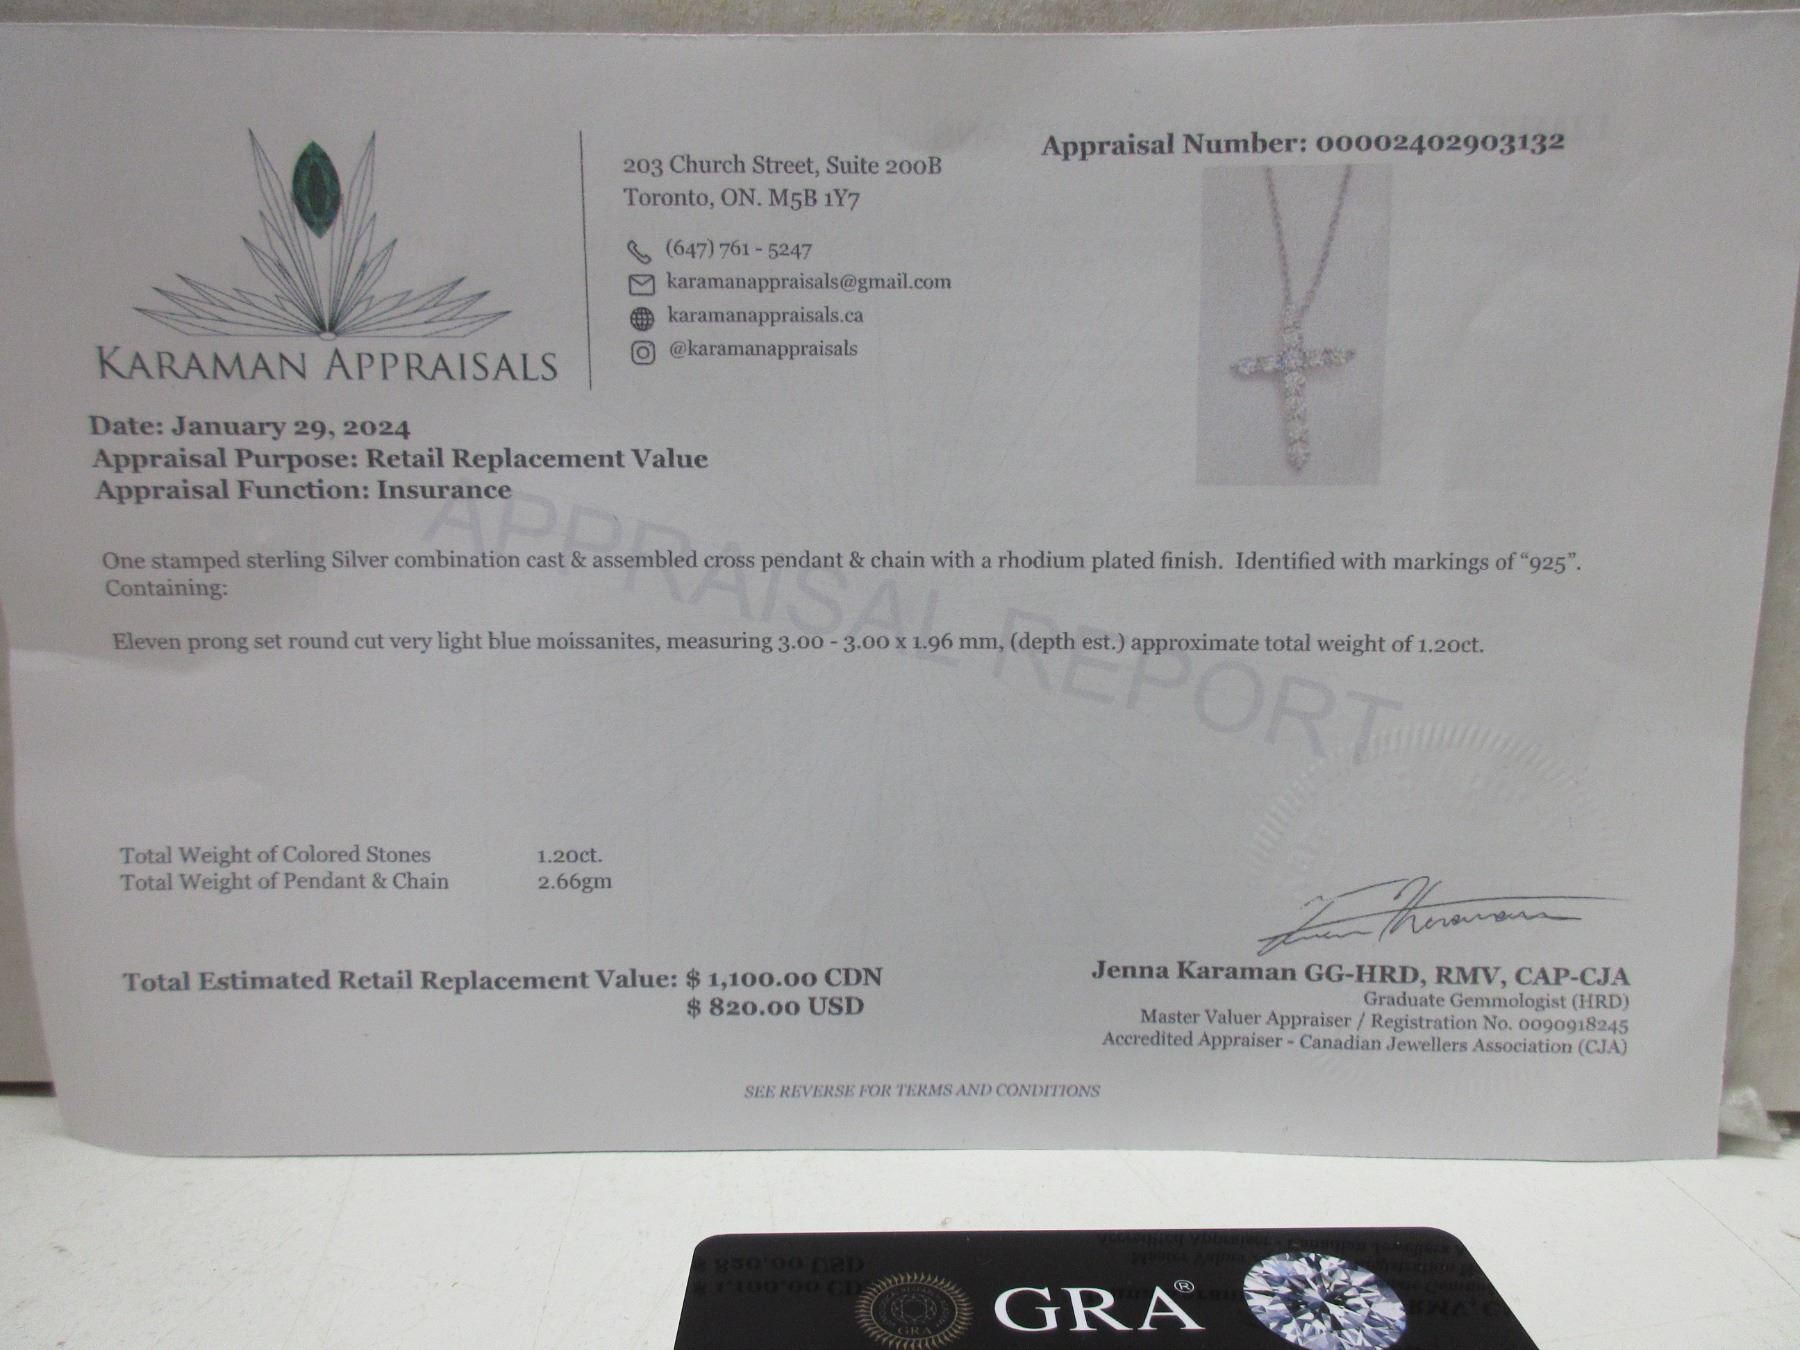 KARAMAN APPRAISALS
203 Church Street, Suite 200B
Toronto, ON. M5B 1Y7
(647) 761 - 5247
karamanappraisals@gmail.com
karamanappraisals.ca
@karamanappraisals
Appraisal Number: 00002402903132
Date: January 29, 2024
Appraisal Purpose: Retail Replacement Value
Appraisal Function: Insurance
APPRAISAL REPORT
One stamped sterling Silver combination cast & assembled cross pendant & chain with a rhodium plated finish. Identified with markings of “925”.
Containing:
Eleven prong set round cut very light blue moissanites, measuring 3.00 - 3.00 x 1.96 mm, (depth est.) approximate total weight of 1.20ct.
Total Weight of Colored Stones 1.20ct.
Total Weight of Pendant & Chain 2.66gm
Total Estimated Retail Replacement Value: $ 1,100.00 CDN
$ 820.00 USD
Jenna Karaman GG-HRD, RMV, CAP-CJA
Graduate Gemmologist (HRD)
Master Valuer Appraiser / Registration No. 0090918245
Accredited Appraiser - Canadian Jewellers Association (CJA)
SEE REVERSE FOR TERMS AND CONDITIONS
GRA
GRA®